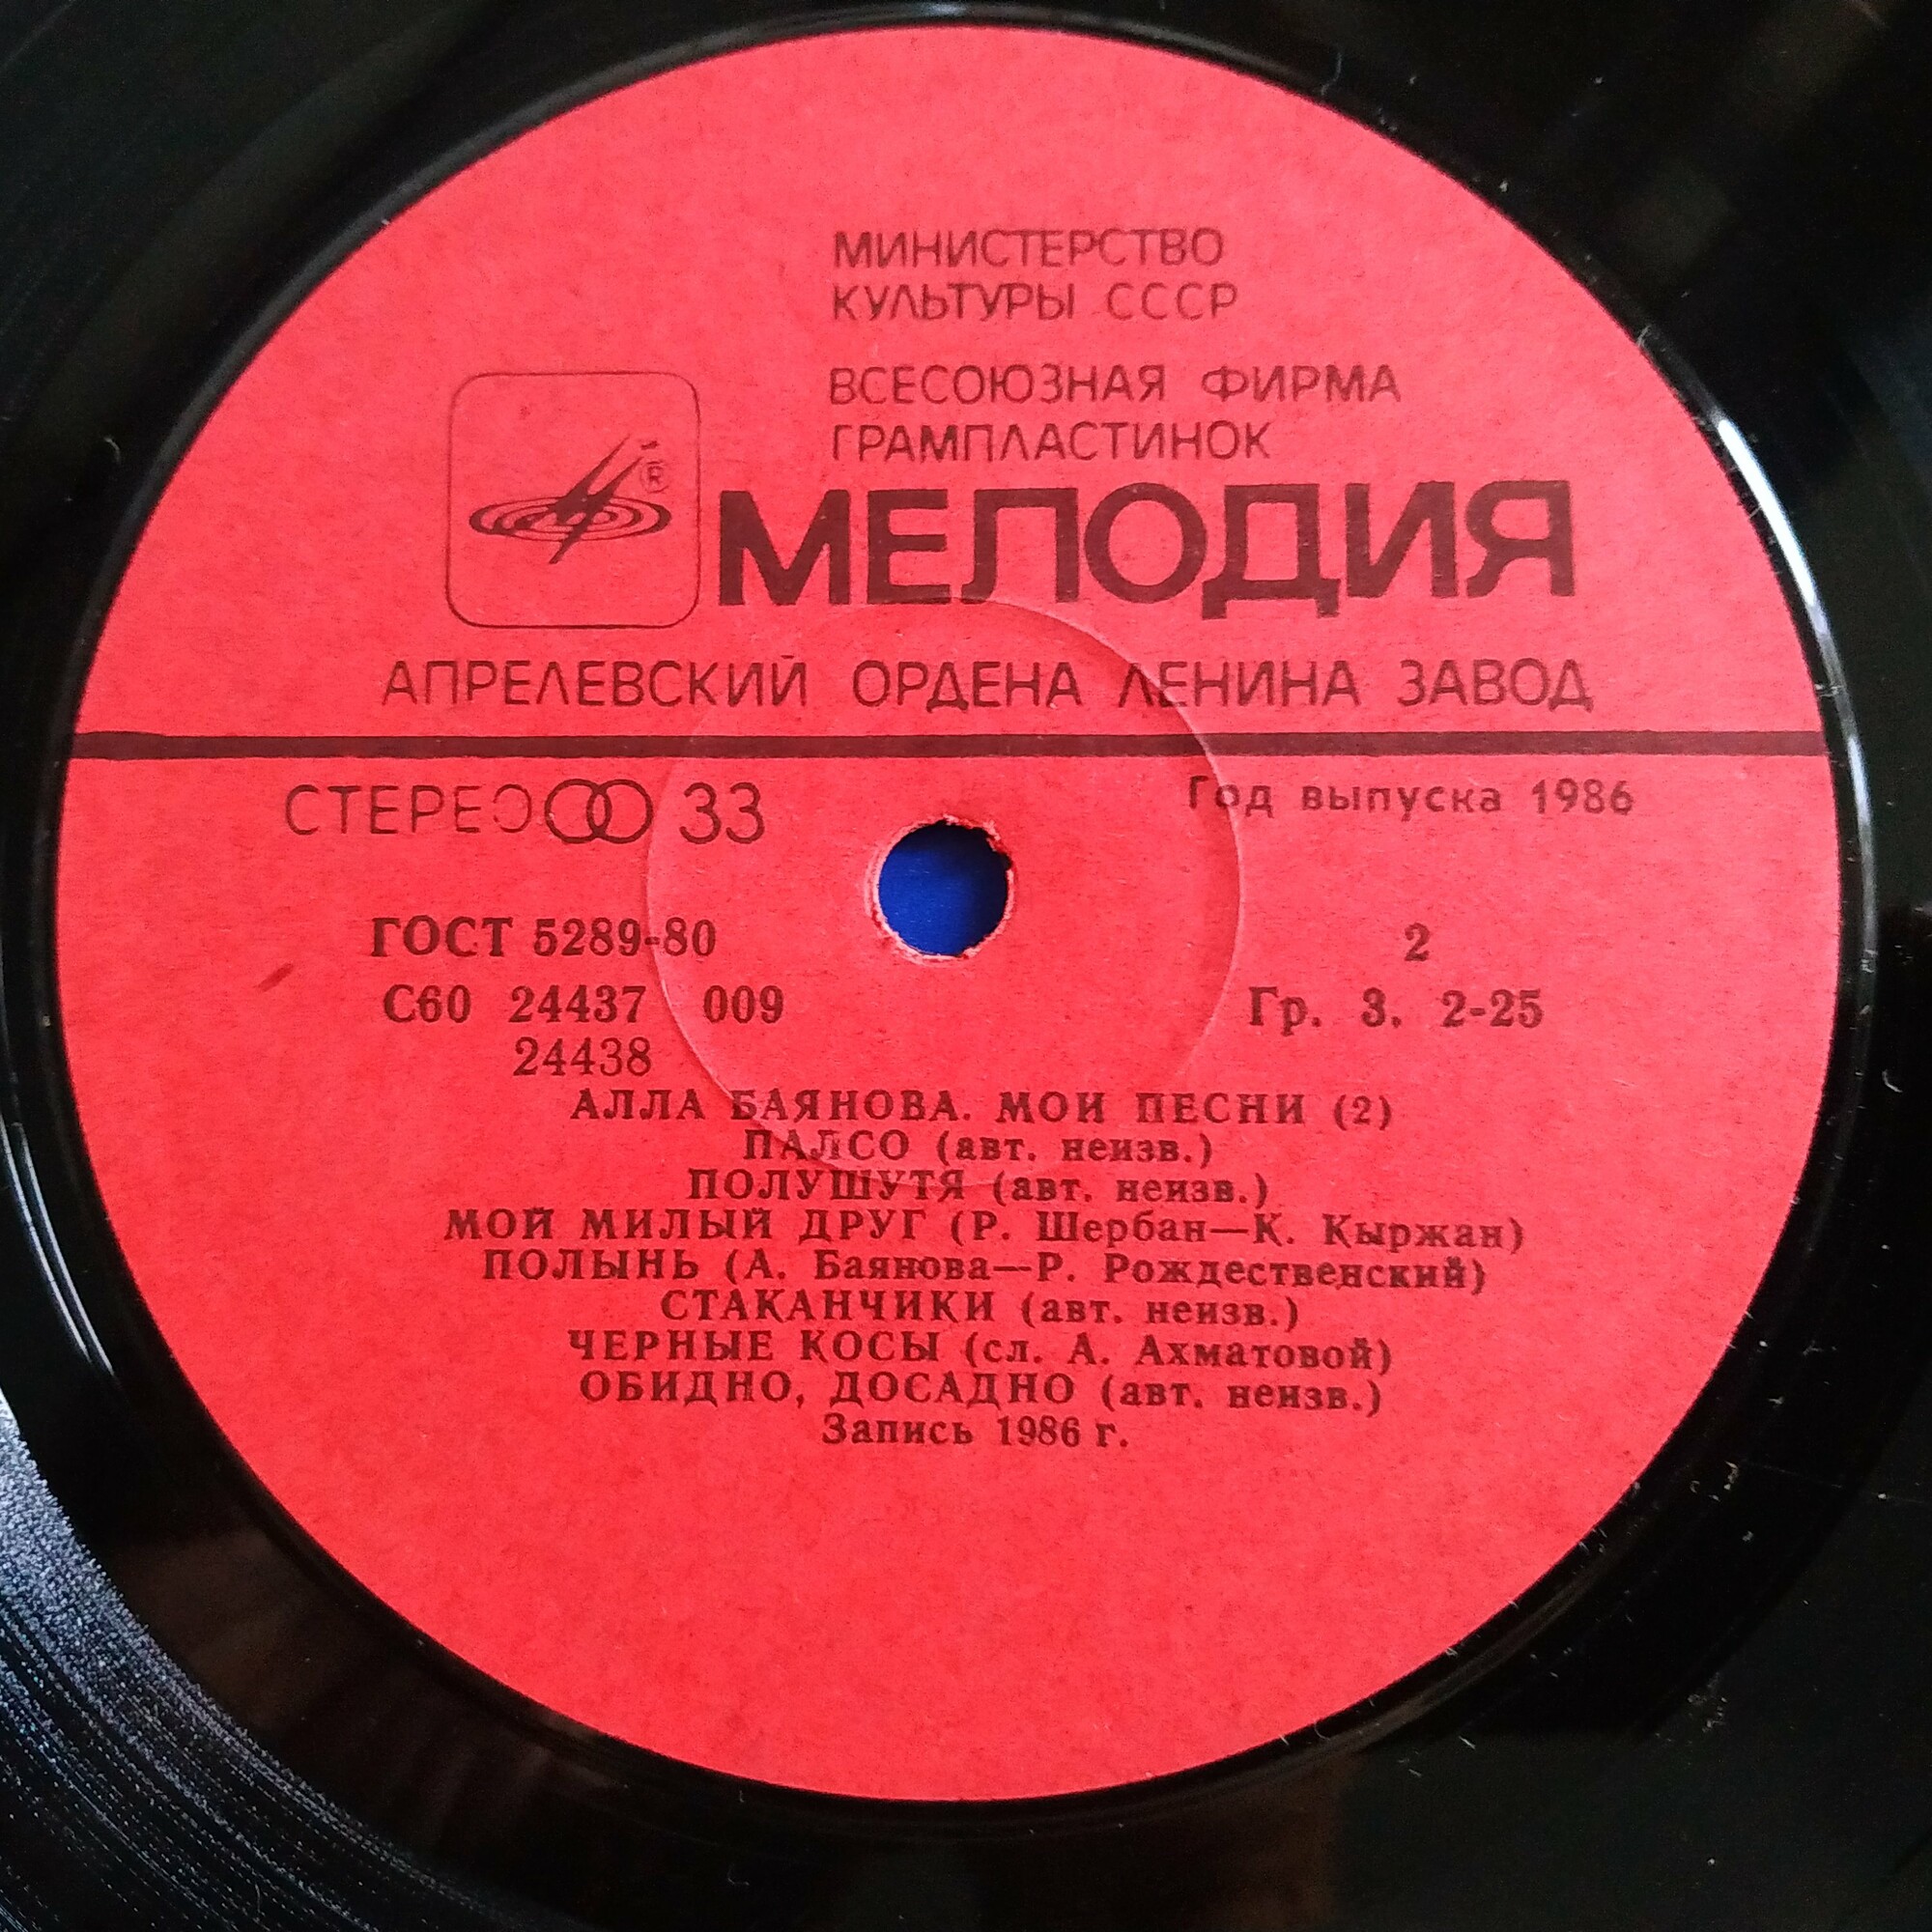 МИНИСТЕРСТВО
КУЛЬТУРЫ СССР
ВСЕСОЮЗНАЯ ФИРМА
ГРАМПЛАСТИНОК
®
МЕЛОДИЯ
АПРЕЛЕВСКИЙ ОРДЕНА ЛЕНИНА ЗАВОД
СТЕРЕО 33
Год выпуска 1986
ГОСТ 5289-80
2
С60 24437 009
Гр. 3. 2-25
24438
АЛЛА БАЯНОВА. МОИ ПЕСНИ (2)
ПАЛСО (авт. неизв.)
ПОЛУШУТЯ (авт. неизв.)
МОЙ МИЛЫЙ ДРУГ (Р. Шербан—К. Кыржан)
ПОЛЫНЬ (А. Баянова—Р. Рождественский)
СТАКАНЧИКИ (авт. неизв.)
ЧЕРНЫЕ КОСЫ (сл. А. Ахматовой)
ОБИДНО, ДОСАДНО (авт. неизв.)
Запись 1986 г.